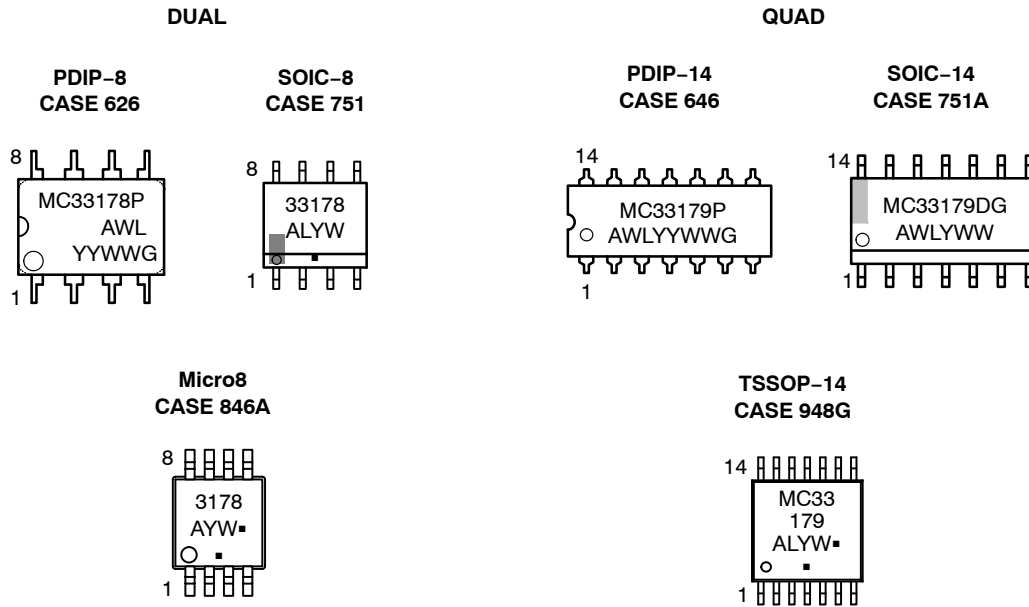 DUAL
PDIP−8
CASE 626
8
MC33178P
AWL
YYWWG
1
SOIC−8
CASE 751
8
33178
ALYW
1
Micro8
CASE 846A
8
3178
AYW▪
▪
1
QUAD
PDIP−14
CASE 646
14
MC33179P
AWLYYWWG
1
SOIC−14
CASE 751A
14
MC33179DG
AWLYWW
1
TSSOP−14
CASE 948G
14
MC33
179
ALYW▪
▪
1